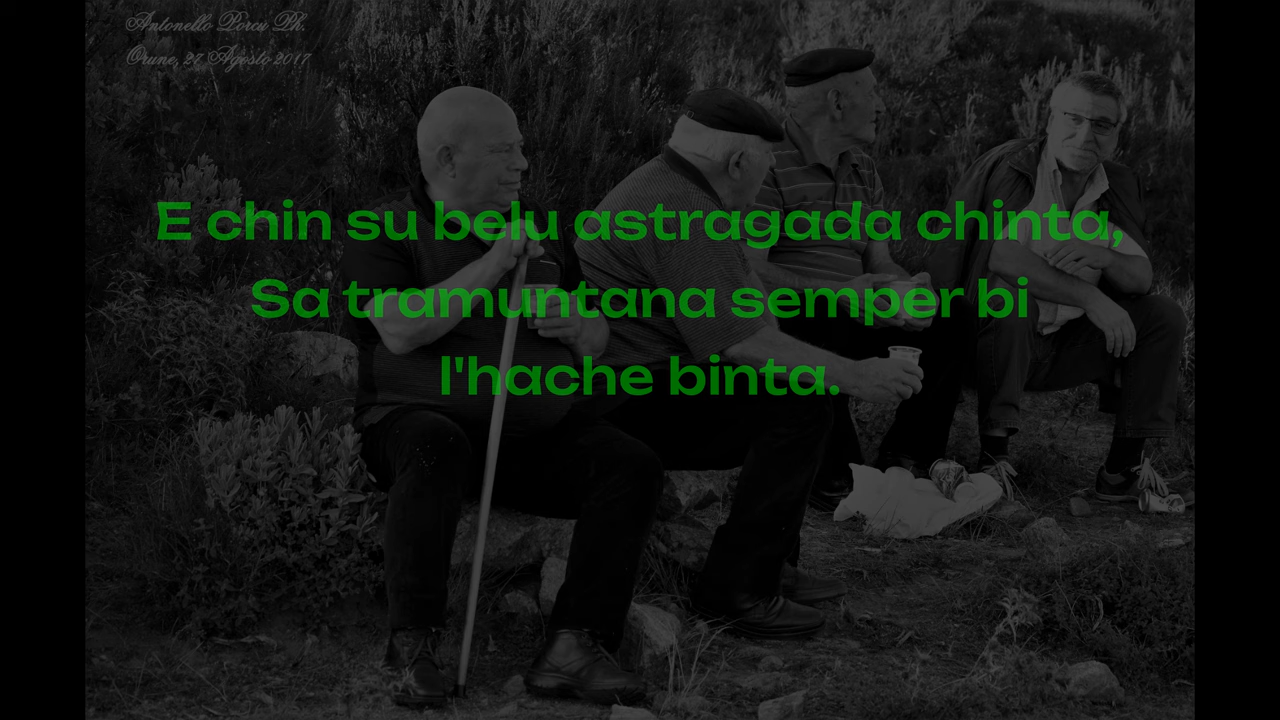 Antonello Porcu Ph.
Orune, 27 Agosto 2017
E chin su belu astragada chinta,
Sa tramuntana semper bi
l'hache binta.